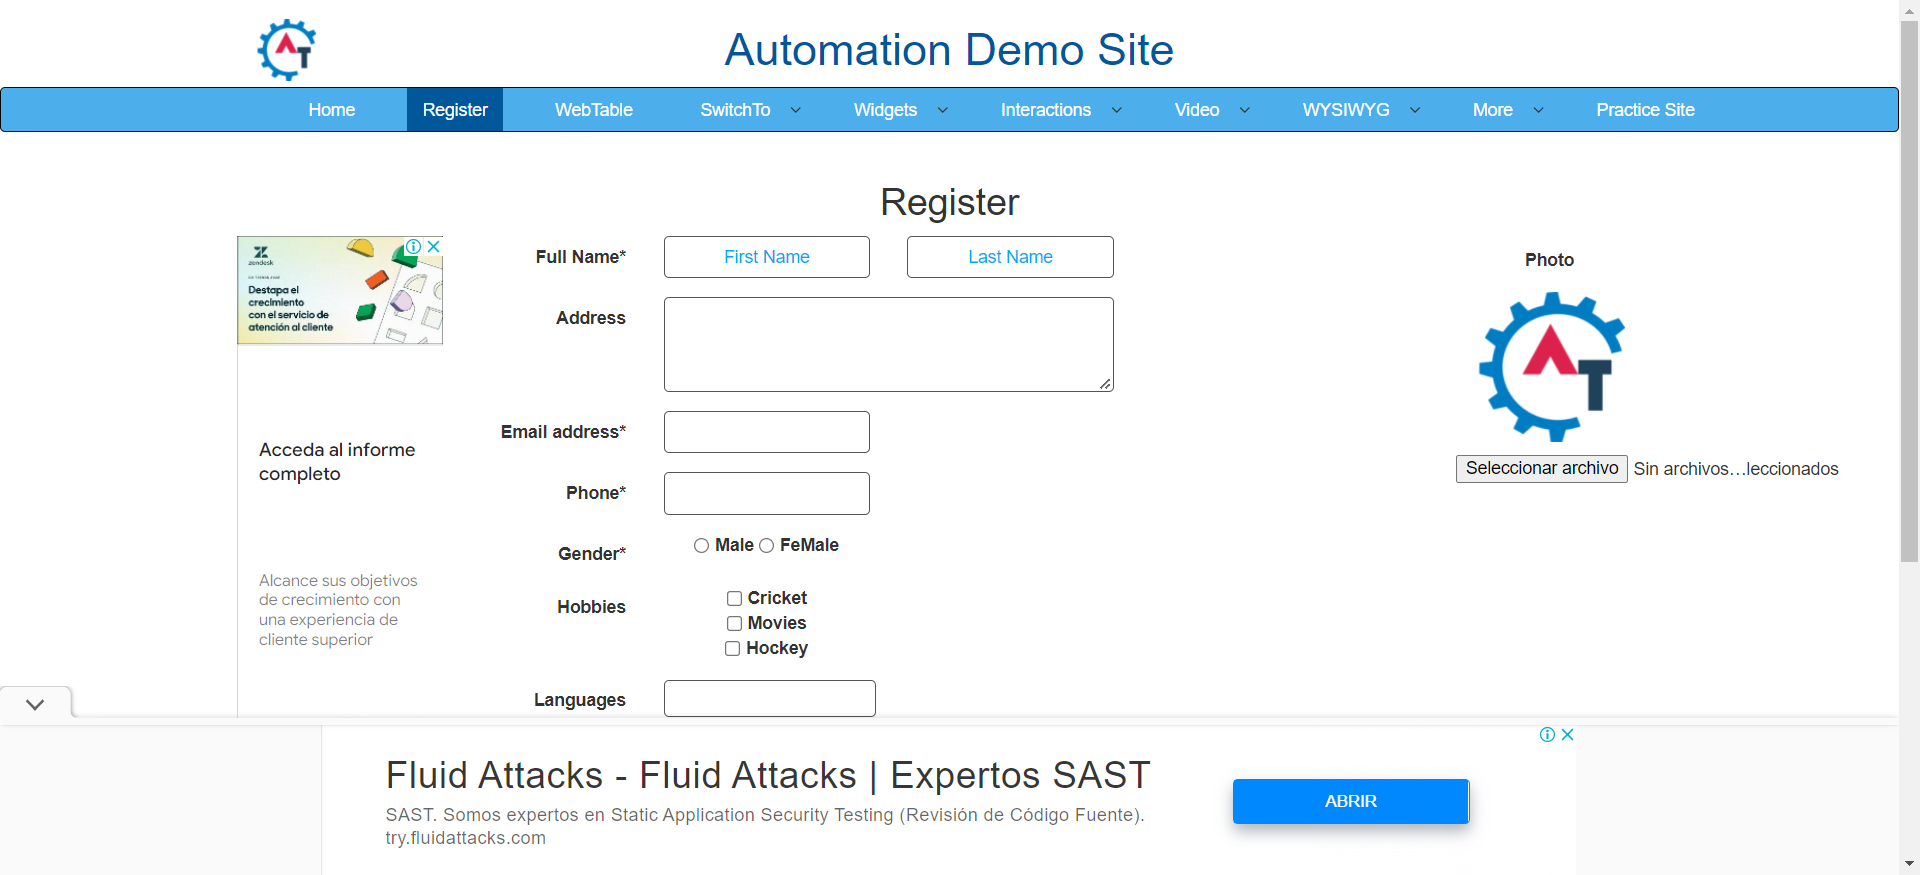 Automation Demo Site
Home Register WebTable SwitchTo Widgets Interactions Video WYSIWYG More Practice Site
Register
zendesk
Destapa el
crecimiento
con el servicio de
atención al cliente
Acceda al informe
completo
Alcance sus objetivos
de crecimiento con
una experiencia de
cliente superior
Full Name* First Name Last Name
Address
Email address*
Phone*
Gender* Male FeMale
Hobbies Cricket
Movies
Hockey
Languages
Photo
AT
Seleccionar archivo Sin archivos...leccionados
Fluid Attacks - Fluid Attacks | Expertos SAST
SAST. Somos expertos en Static Application Security Testing (Revisión de Código Fuente).
try.fluidattacks.com
ABRIR